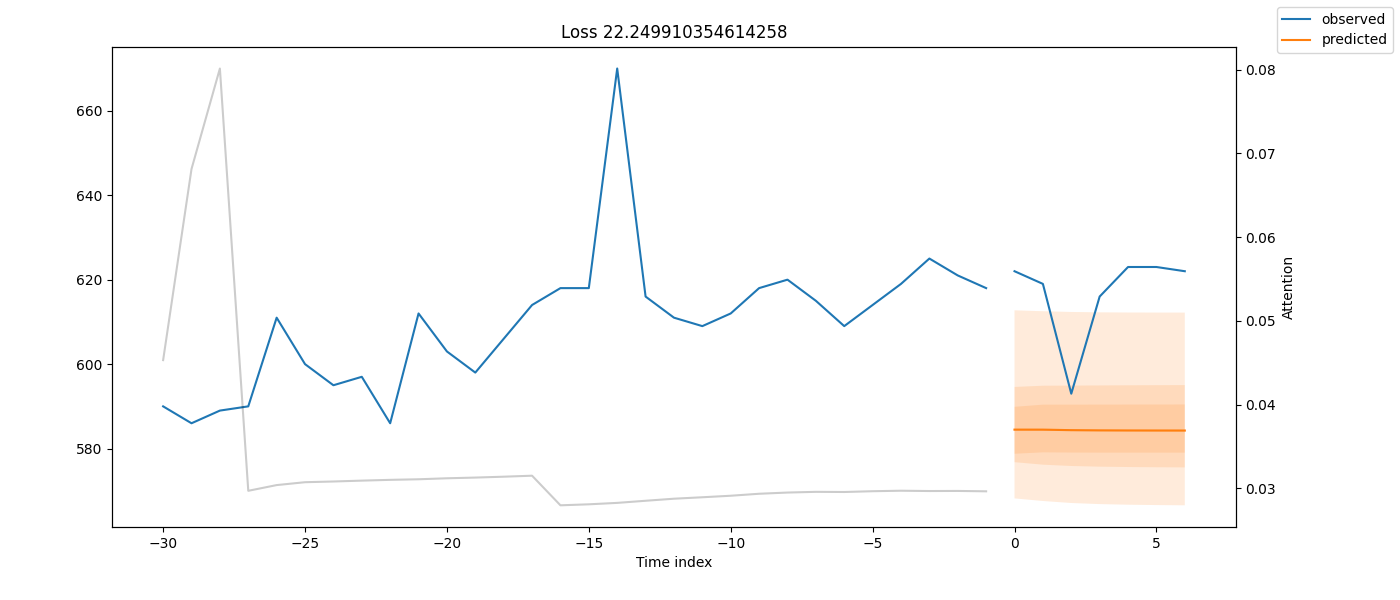 Loss 22.249910354614258
observed
predicted
660
640
620
600
580
0.08
0.07
0.06
0.05
0.04
0.03
Attention
−30 −25 −20 −15 −10 −5 0 5
Time index